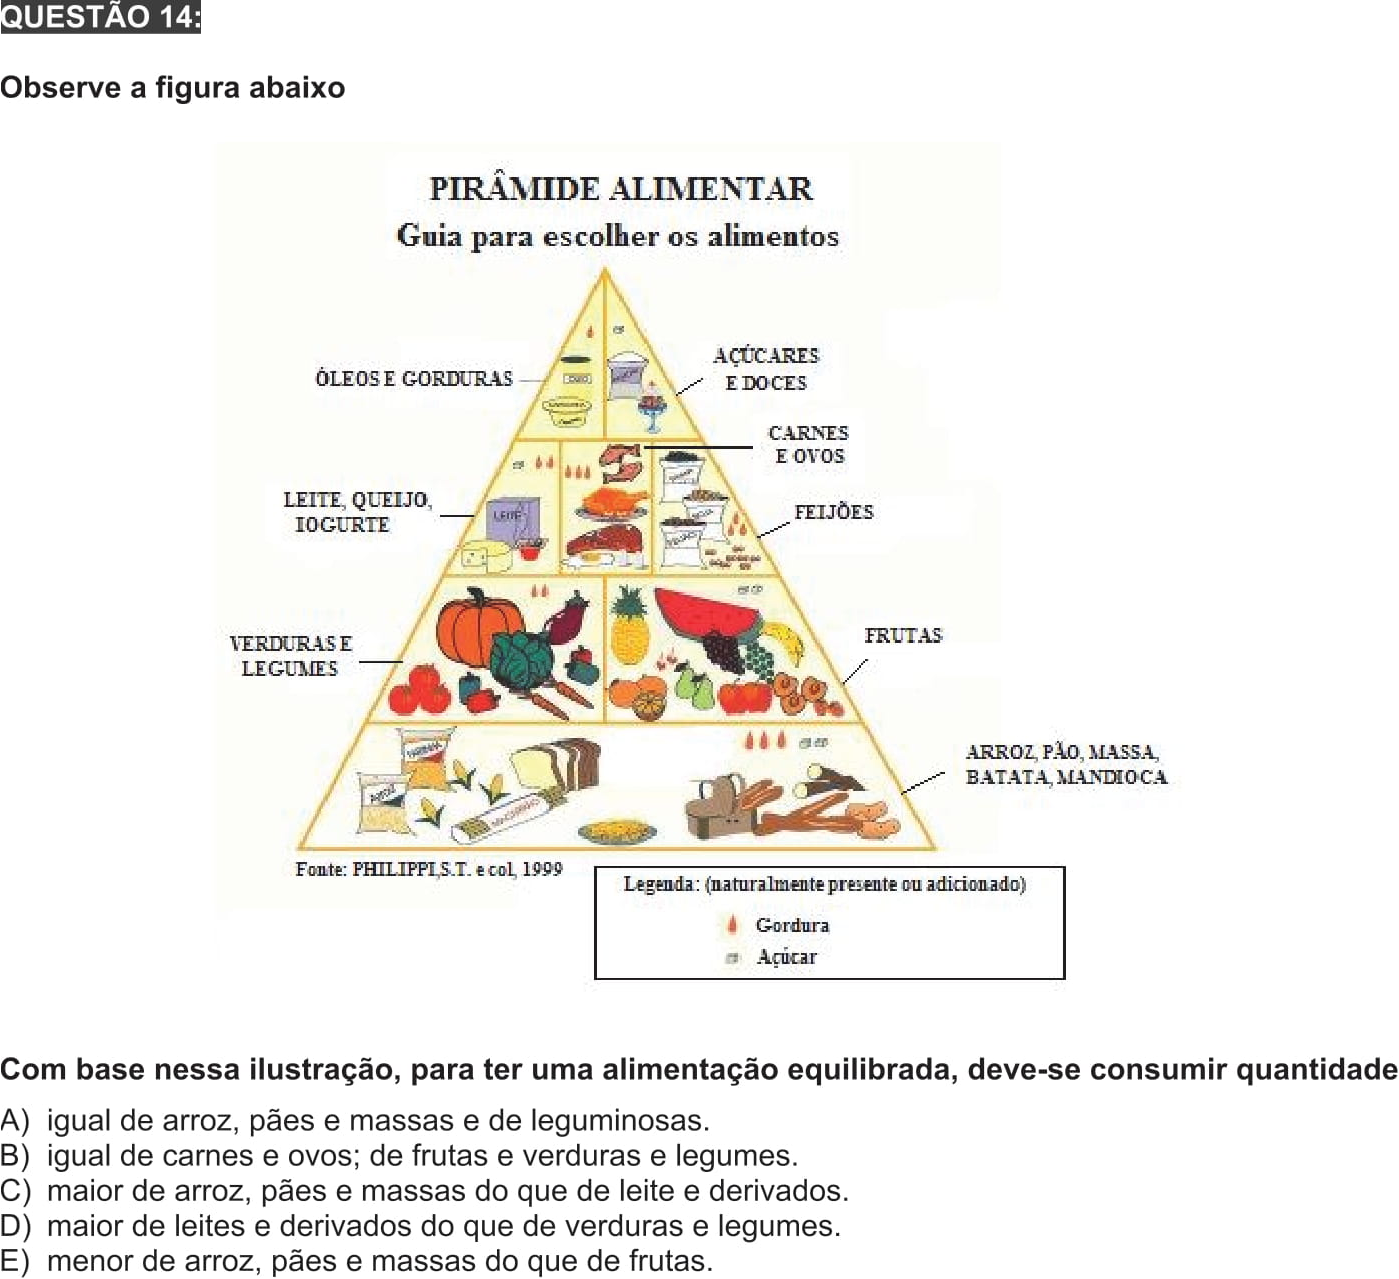 QUESTÃO 14:
Observe a figura abaixo
PIRÂMIDE ALIMENTAR
Guia para escolher os alimentos
ÓLEOS E GORDURAS
AÇÚCARES
E DOCES
CARNES
E OVOS
LEITE, QUEIJO,
IOGURTE
LEITE
FEIJÕES
VERDURAS E
LEGUMES
FRUTAS
FARINHA
ARROZ
MACARRÃO
ARROZ, PÃO, MASSA,
BATATA, MANDIOCA
Fonte: PHILIPPI,S.T. e col, 1999
Legenda: (naturalmente presente ou adicionado)
Gordura
Açúcar
Com base nessa ilustração, para ter uma alimentação equilibrada, deve-se consumir quantidade
A) igual de arroz, pães e massas e de leguminosas.
B) igual de carnes e ovos; de frutas e verduras e legumes.
C) maior de arroz, pães e massas do que de leite e derivados.
D) maior de leites e derivados do que de verduras e legumes.
E) menor de arroz, pães e massas do que de frutas.